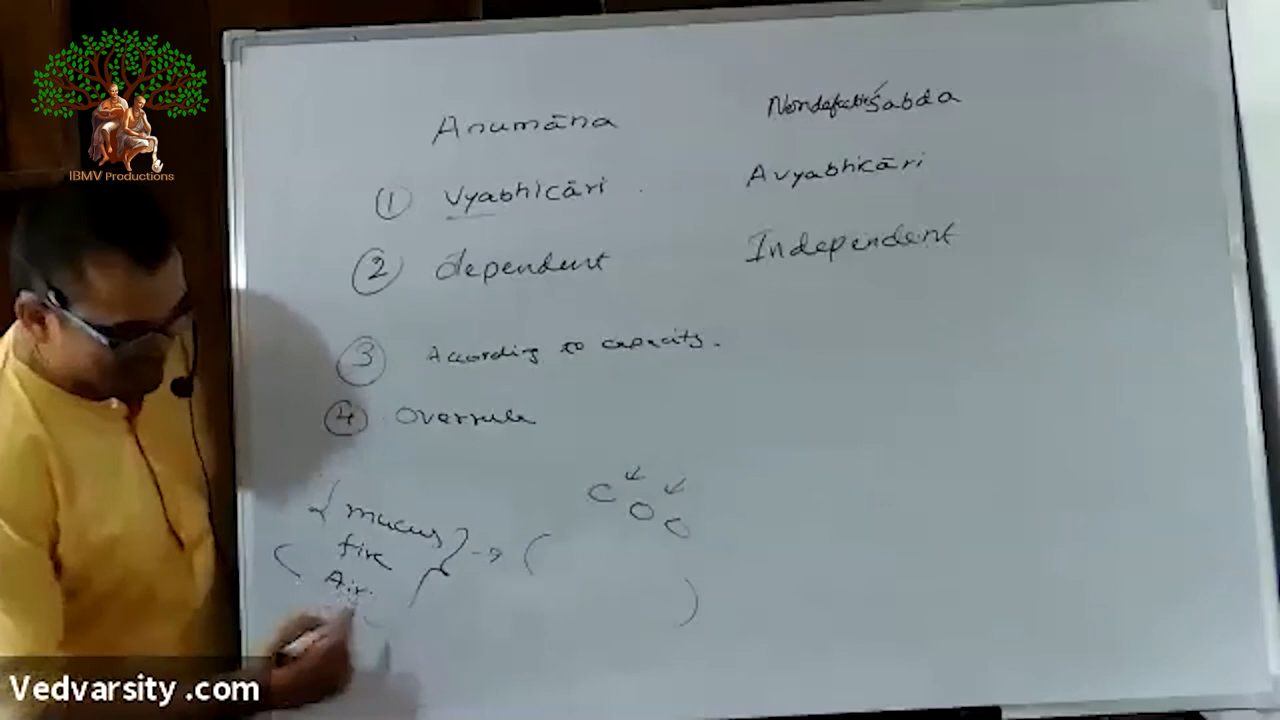 IBMV Productions
Anumāna Nondefective Śabda
① Vyabhicāri Avyabhicāri
② dependent Independent
③ According to capacity.
④ Overrule
mucus
fire
Air
Vedvarsity .com